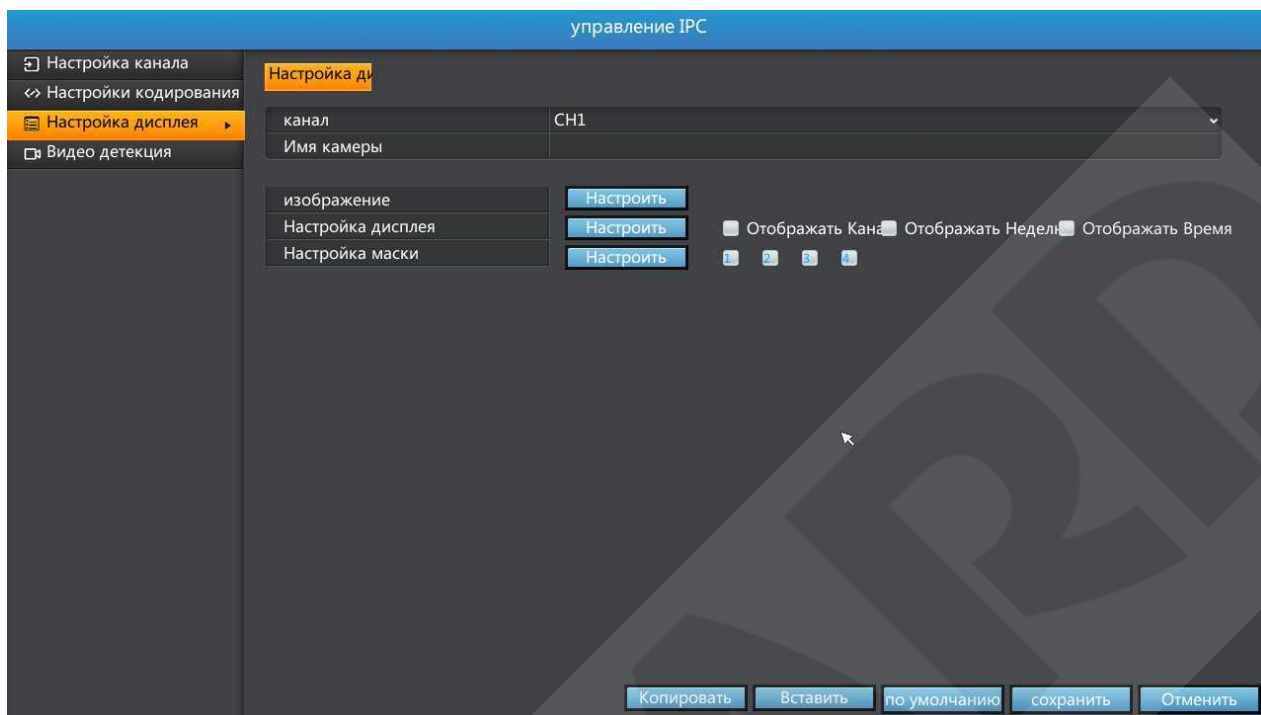 управление IPC
Настройка канала
Настройки кодирования
Настройка дисплея
Видео детекция
Настройка ди
канал CH1
Имя камеры
изображение Настроить
Настройка дисплея Настроить Отображать Кана Отображать Недел Отображать Время
Настройка маски Настроить 1 2 3 4
Копировать Вставить по умолчанию сохранить Отменить